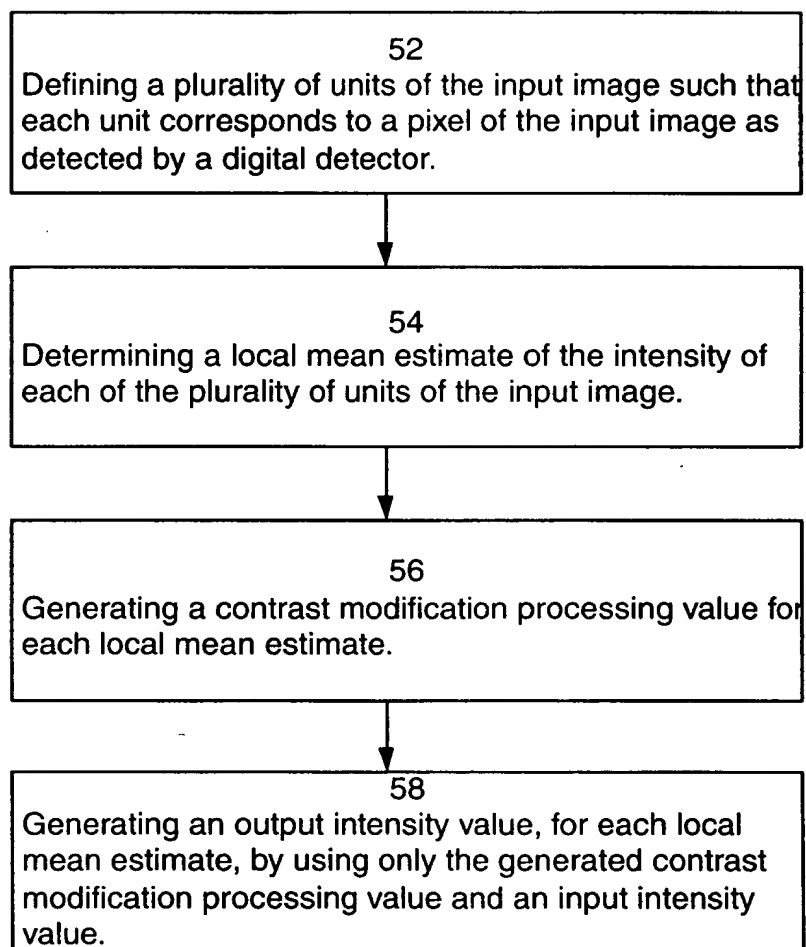 52
Defining a plurality of units of the input image such that
each unit corresponds to a pixel of the input image as
detected by a digital detector.
54
Determining a local mean estimate of the intensity of
each of the plurality of units of the input image.
56
Generating a contrast modification processing value for
each local mean estimate.
58
Generating an output intensity value, for each local
mean estimate, by using only the generated contrast
modification processing value and an input intensity
value.